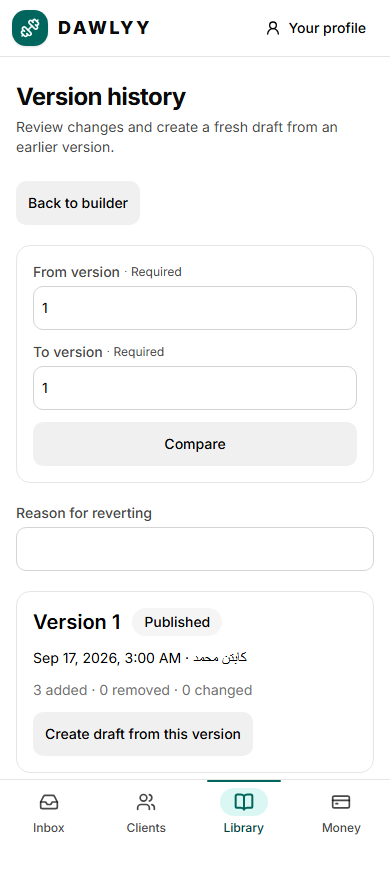 DAWLYY
Your profile
Version history
Review changes and create a fresh draft from an
earlier version.
Back to builder
From version · Required
1
To version · Required
1
Compare
Reason for reverting
Version 1
Published
Sep 17, 2026, 3:00 AM · كابتن محمد
3 added · 0 removed · 0 changed
Create draft from this version
Inbox
Clients
Library
Money